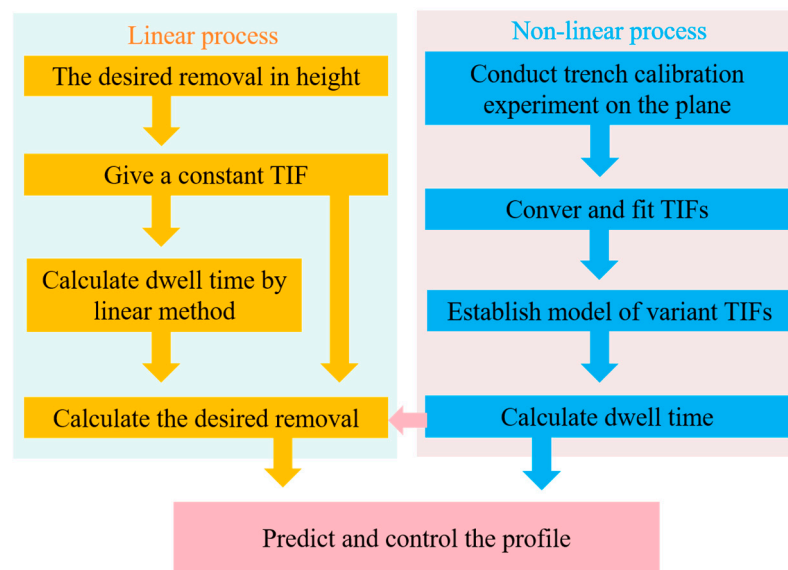 Linear process
The desired removal in height
Give a constant TIF
Calculate dwell time by
linear method
Calculate the desired removal
Non-linear process
Conduct trench calibration
experiment on the plane
Conver and fit TIFs
Establish model of variant TIFs
Calculate dwell time
Predict and control the profile